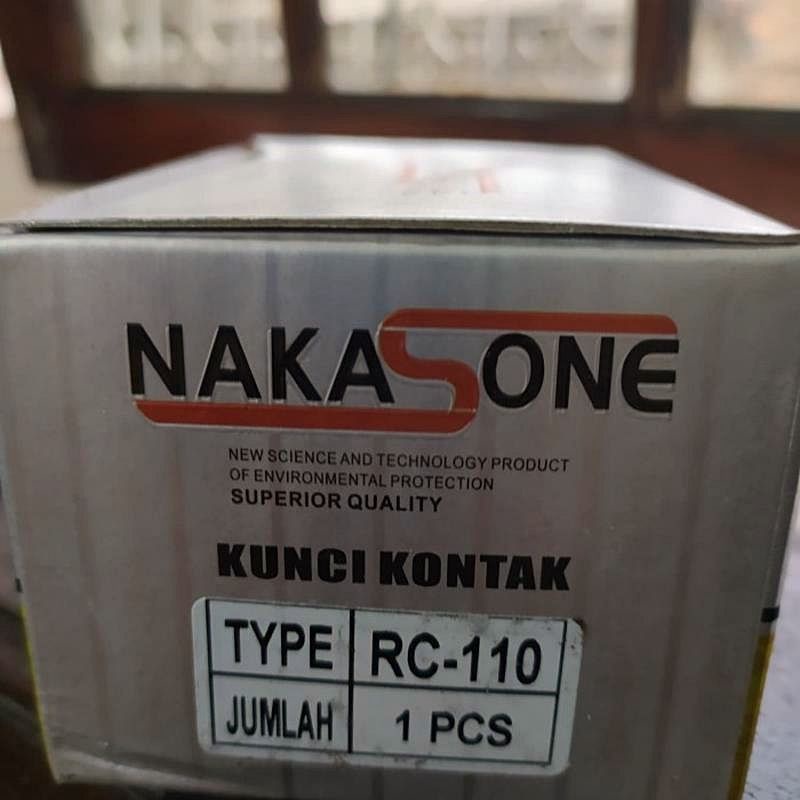 NAKASONE
NEW SCIENCE AND TECHNOLOGY PRODUCT
OF ENVIRONMENTAL PROTECTION
SUPERIOR QUALITY
KUNCI KONTAK
TYPE RC-110
JUMLAH 1 PCS